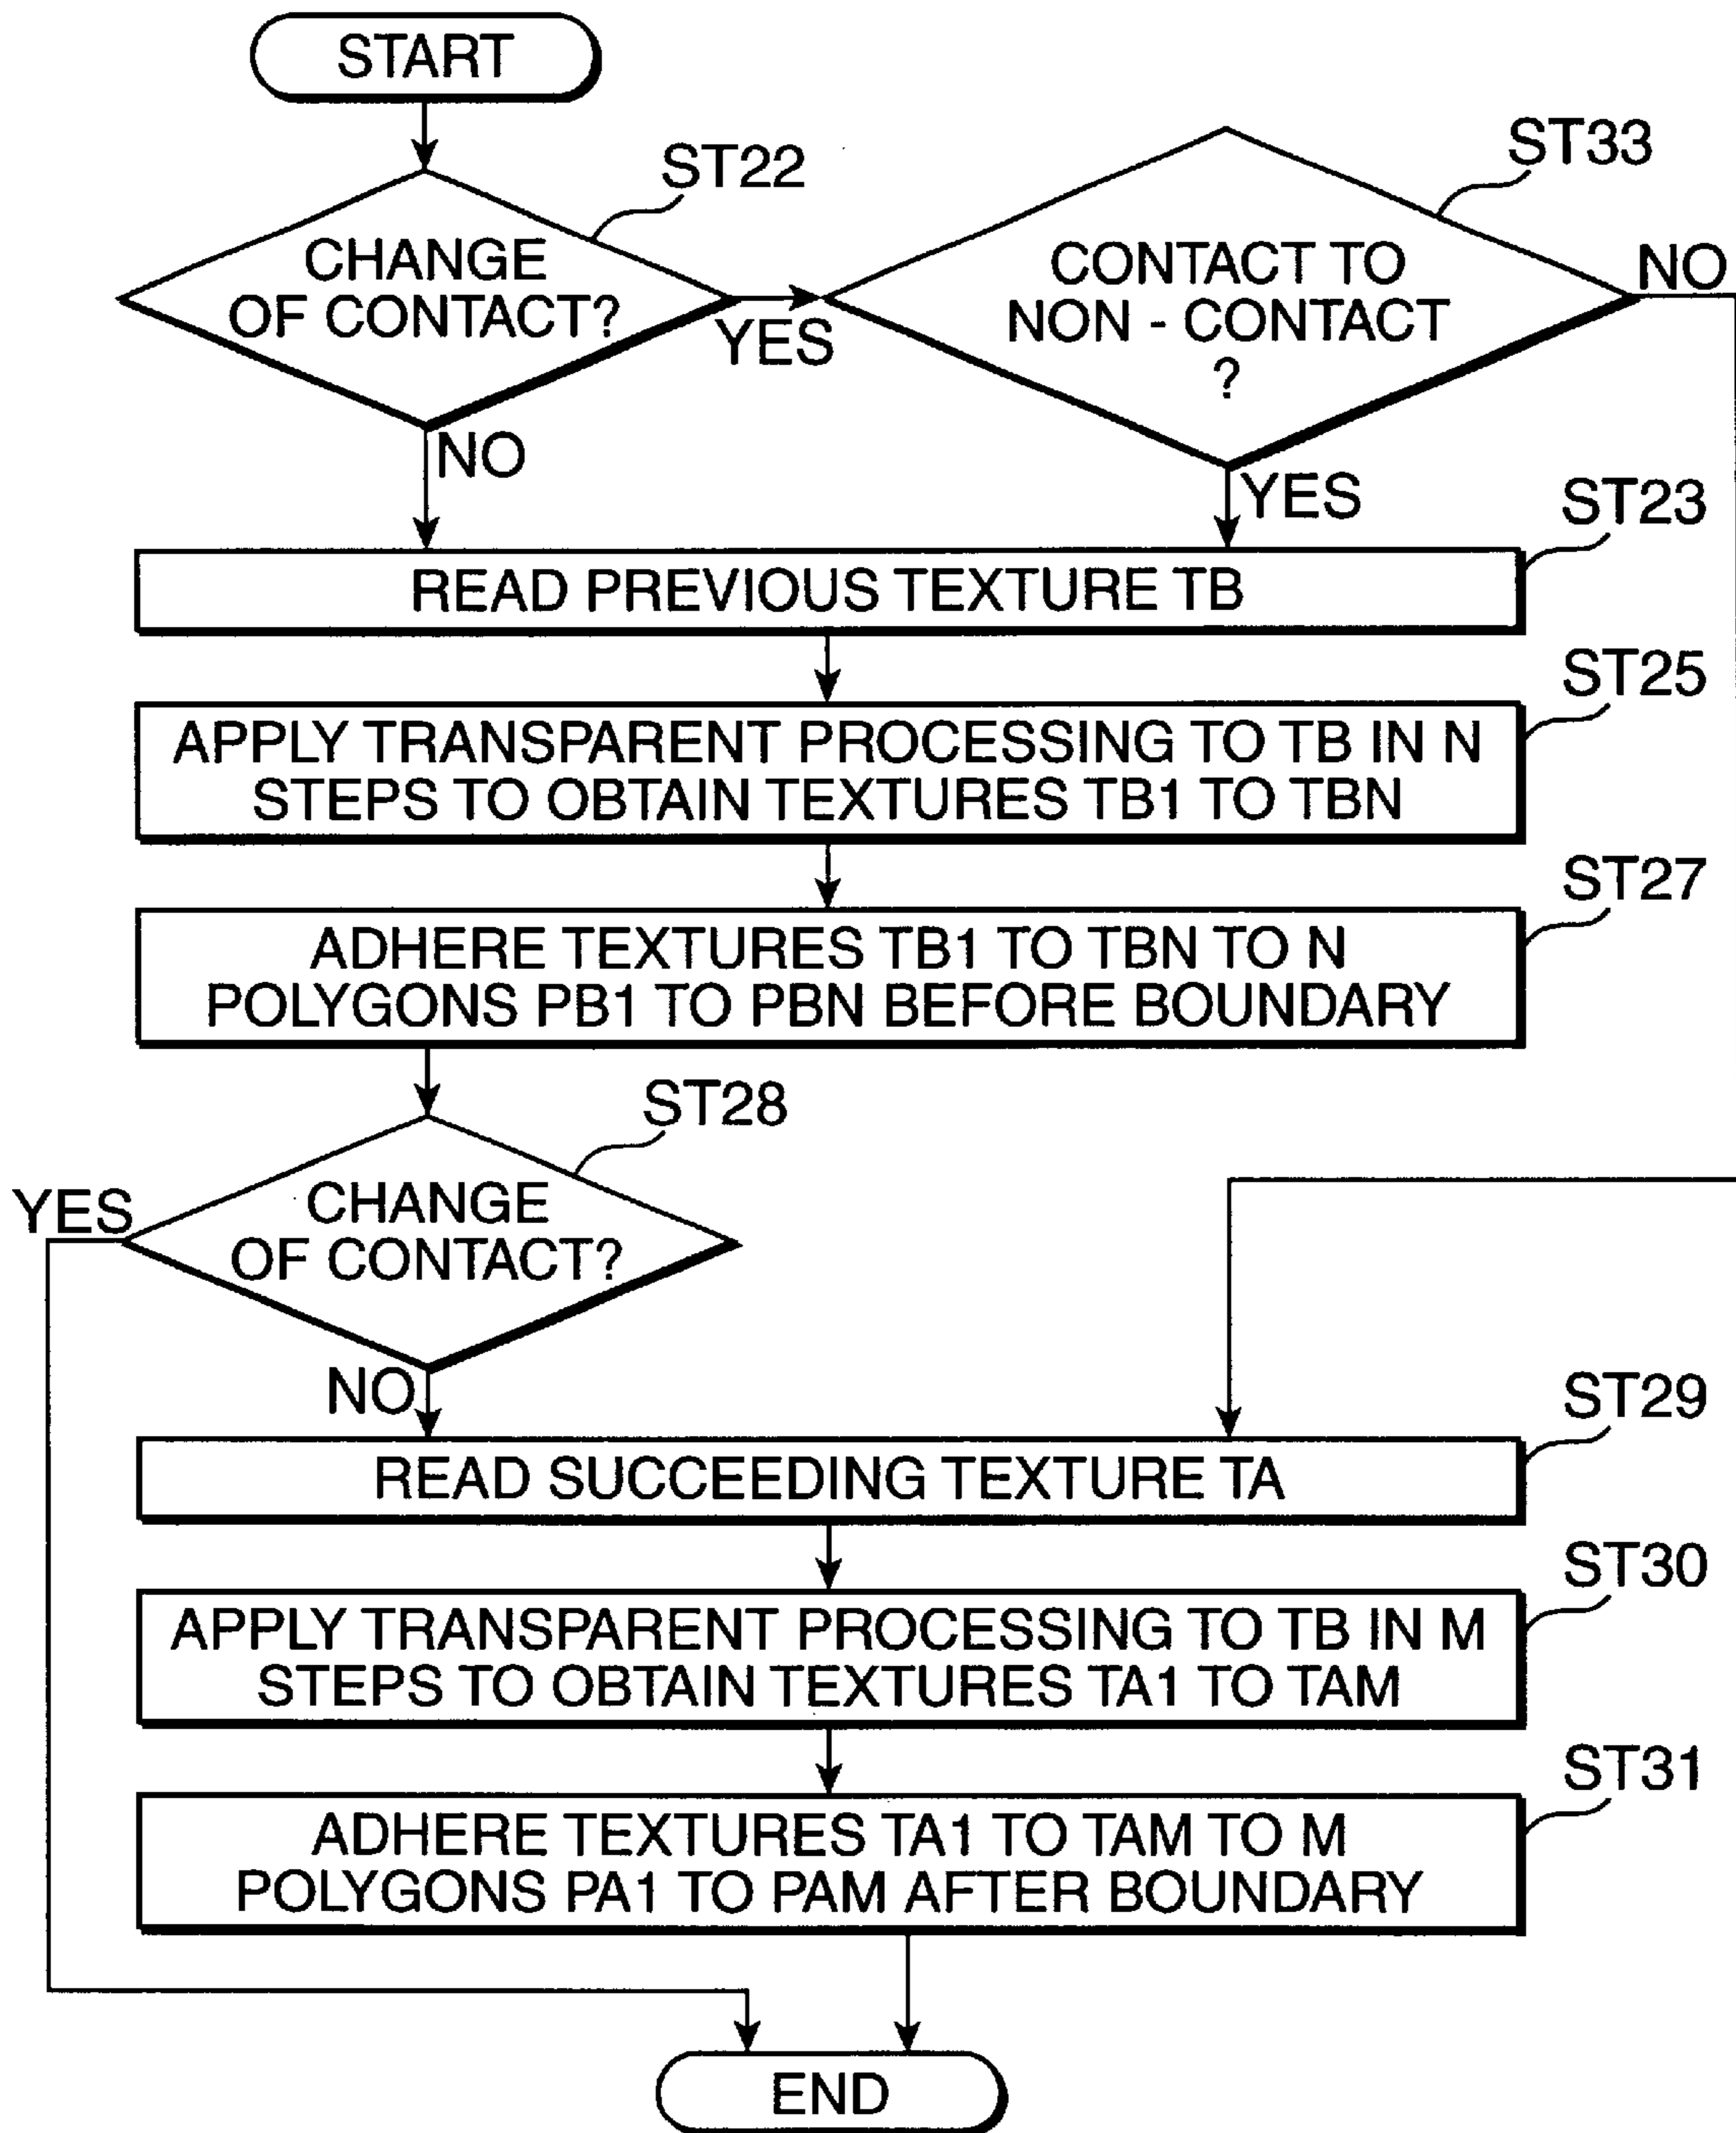 START
ST22
CHANGE
OF CONTACT?
YES
NO
ST33
CONTACT TO
NON - CONTACT
?
NO
YES
ST23
READ PREVIOUS TEXTURE TB
ST25
APPLY TRANSPARENT PROCESSING TO TB IN N
STEPS TO OBTAIN TEXTURES TB1 TO TBN
ST27
ADHERE TEXTURES TB1 TO TBN TO N
POLYGONS PB1 TO PBN BEFORE BOUNDARY
ST28
YES
CHANGE
OF CONTACT?
NO
ST29
READ SUCCEEDING TEXTURE TA
ST30
APPLY TRANSPARENT PROCESSING TO TB IN M
STEPS TO OBTAIN TEXTURES TA1 TO TAM
ST31
ADHERE TEXTURES TA1 TO TAM TO M
POLYGONS PA1 TO PAM AFTER BOUNDARY
END